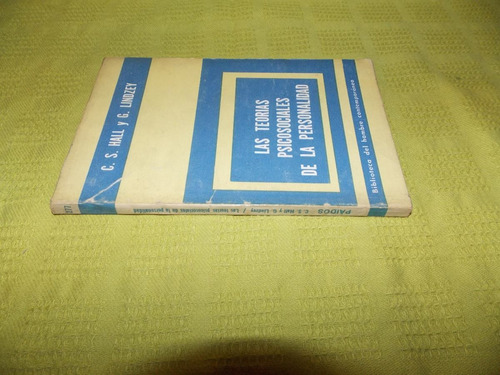 C. S. HALL Y G. LINDZEY
LAS TEORIAS
PSICOSOCIALES
DE LA PERSONALIDAD
Biblioteca del hombre contemporáneo
PAIDOS C. S. Hall y G. Lindzey / Las teorías psicosociales de la personalidad